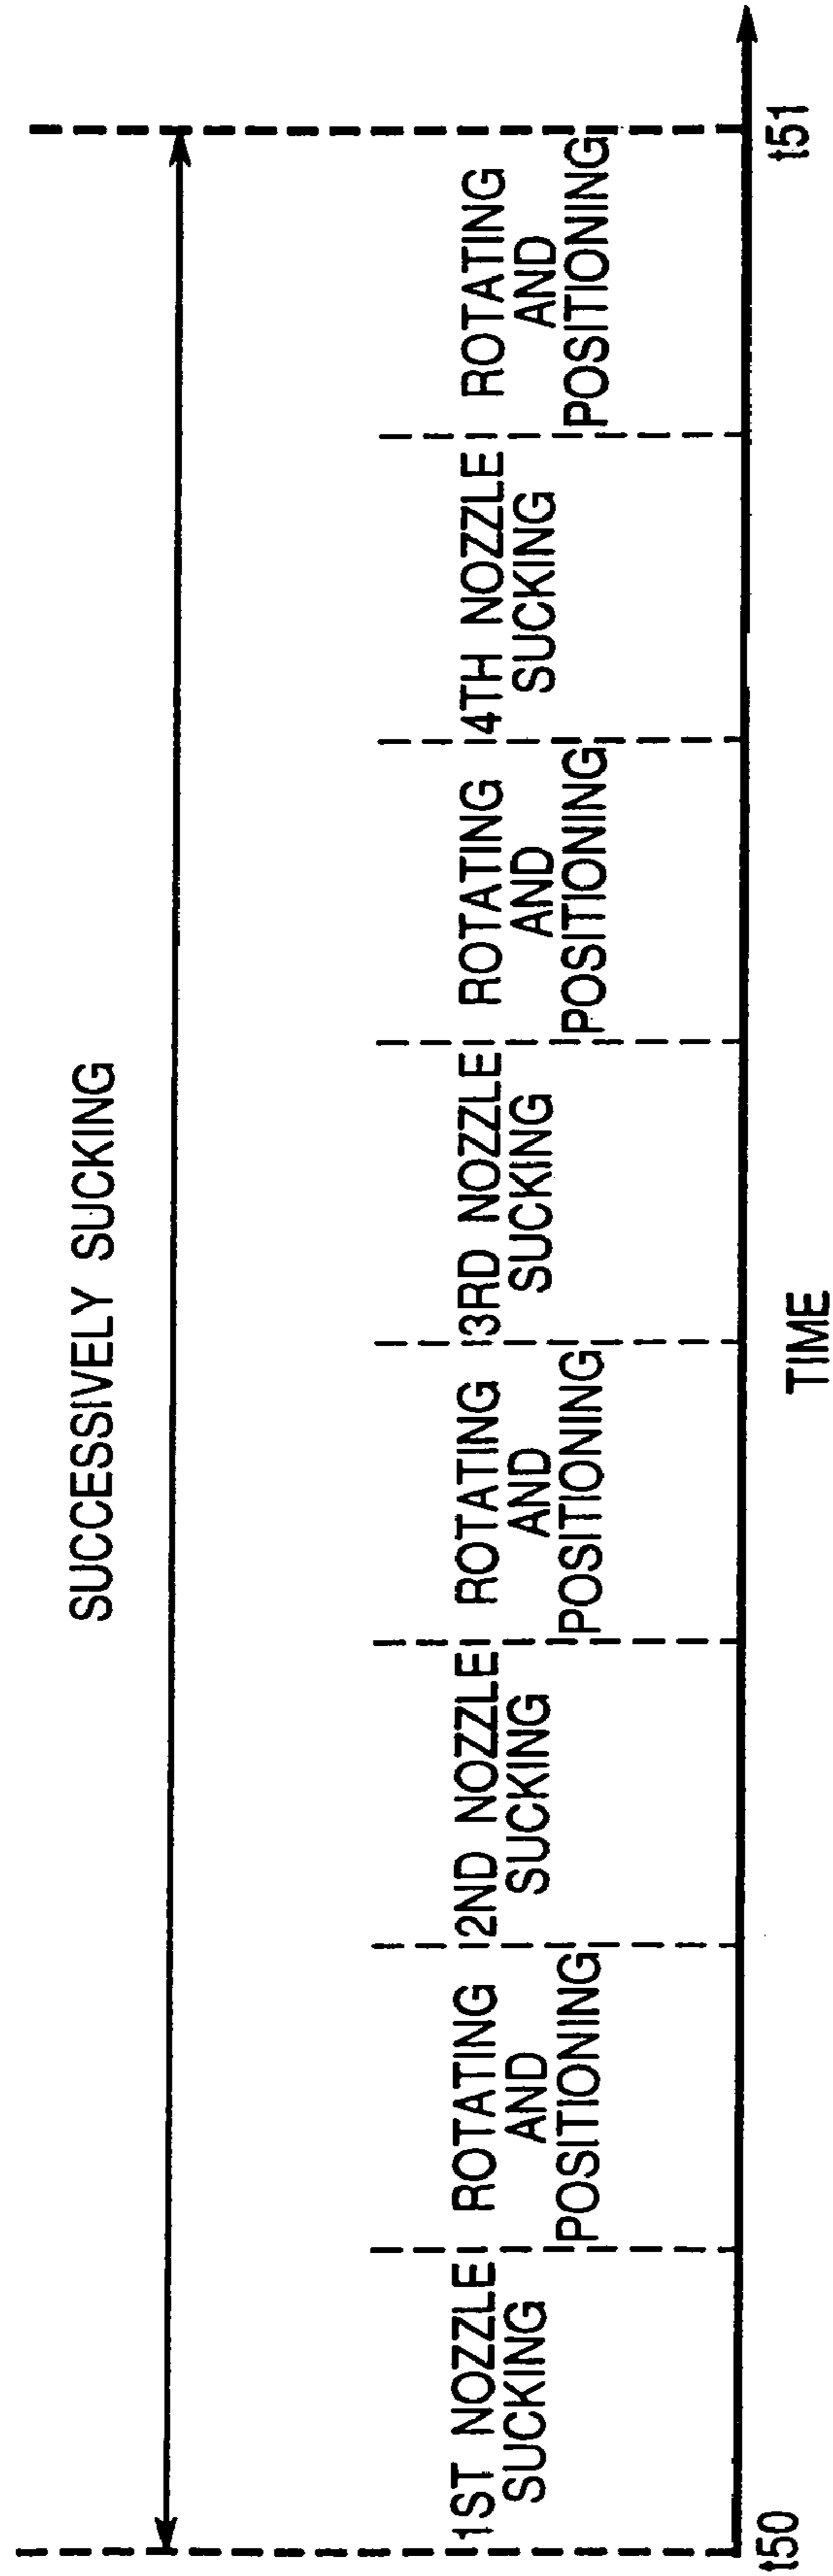 SUCCESSIVELY SUCKING
1ST NOZZLE
SUCKING
ROTATING
AND
POSITIONING
2ND NOZZLE
SUCKING
ROTATING
AND
POSITIONING
3RD NOZZLE
SUCKING
ROTATING
AND
POSITIONING
4TH NOZZLE
SUCKING
ROTATING
AND
POSITIONING
t50
TIME
t51